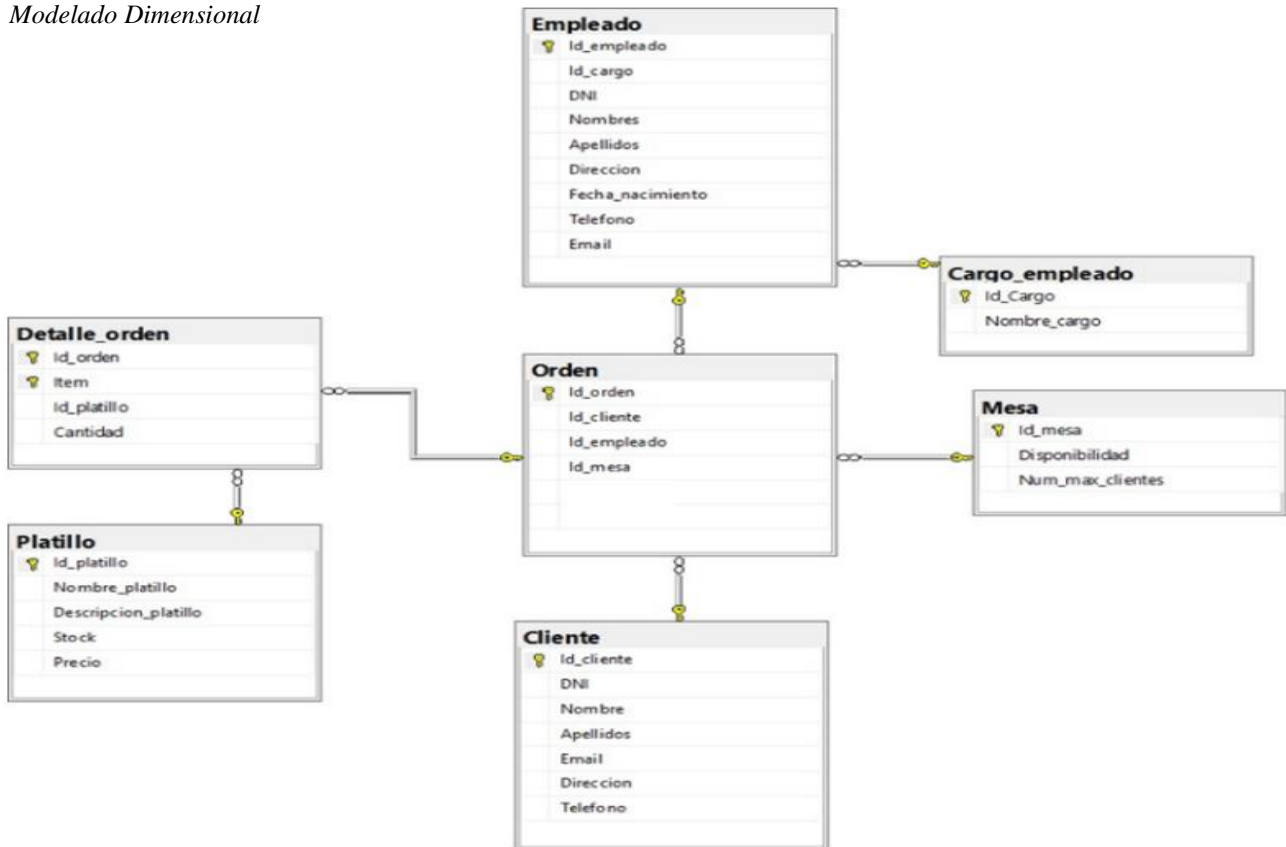 Modelado Dimensional
Empleado
Id_empleado
Id_cargo
DNI
Nombres
Apellidos
Direccion
Fecha_nacimiento
Telefono
Email
Cargo_empleado
Id_Cargo
Nombre_cargo
Detalle_orden
Id_orden
Item
Id_platillo
Cantidad
Orden
Id_orden
Id_cliente
Id_empleado
Id_mesa
Mesa
Id_mesa
Disponibilidad
Num_max_clientes
Platillo
Id_platillo
Nombre_platillo
Descripcion_platillo
Stock
Precio
Cliente
Id_cliente
DNI
Nombre
Apellidos
Email
Direccion
Telefono